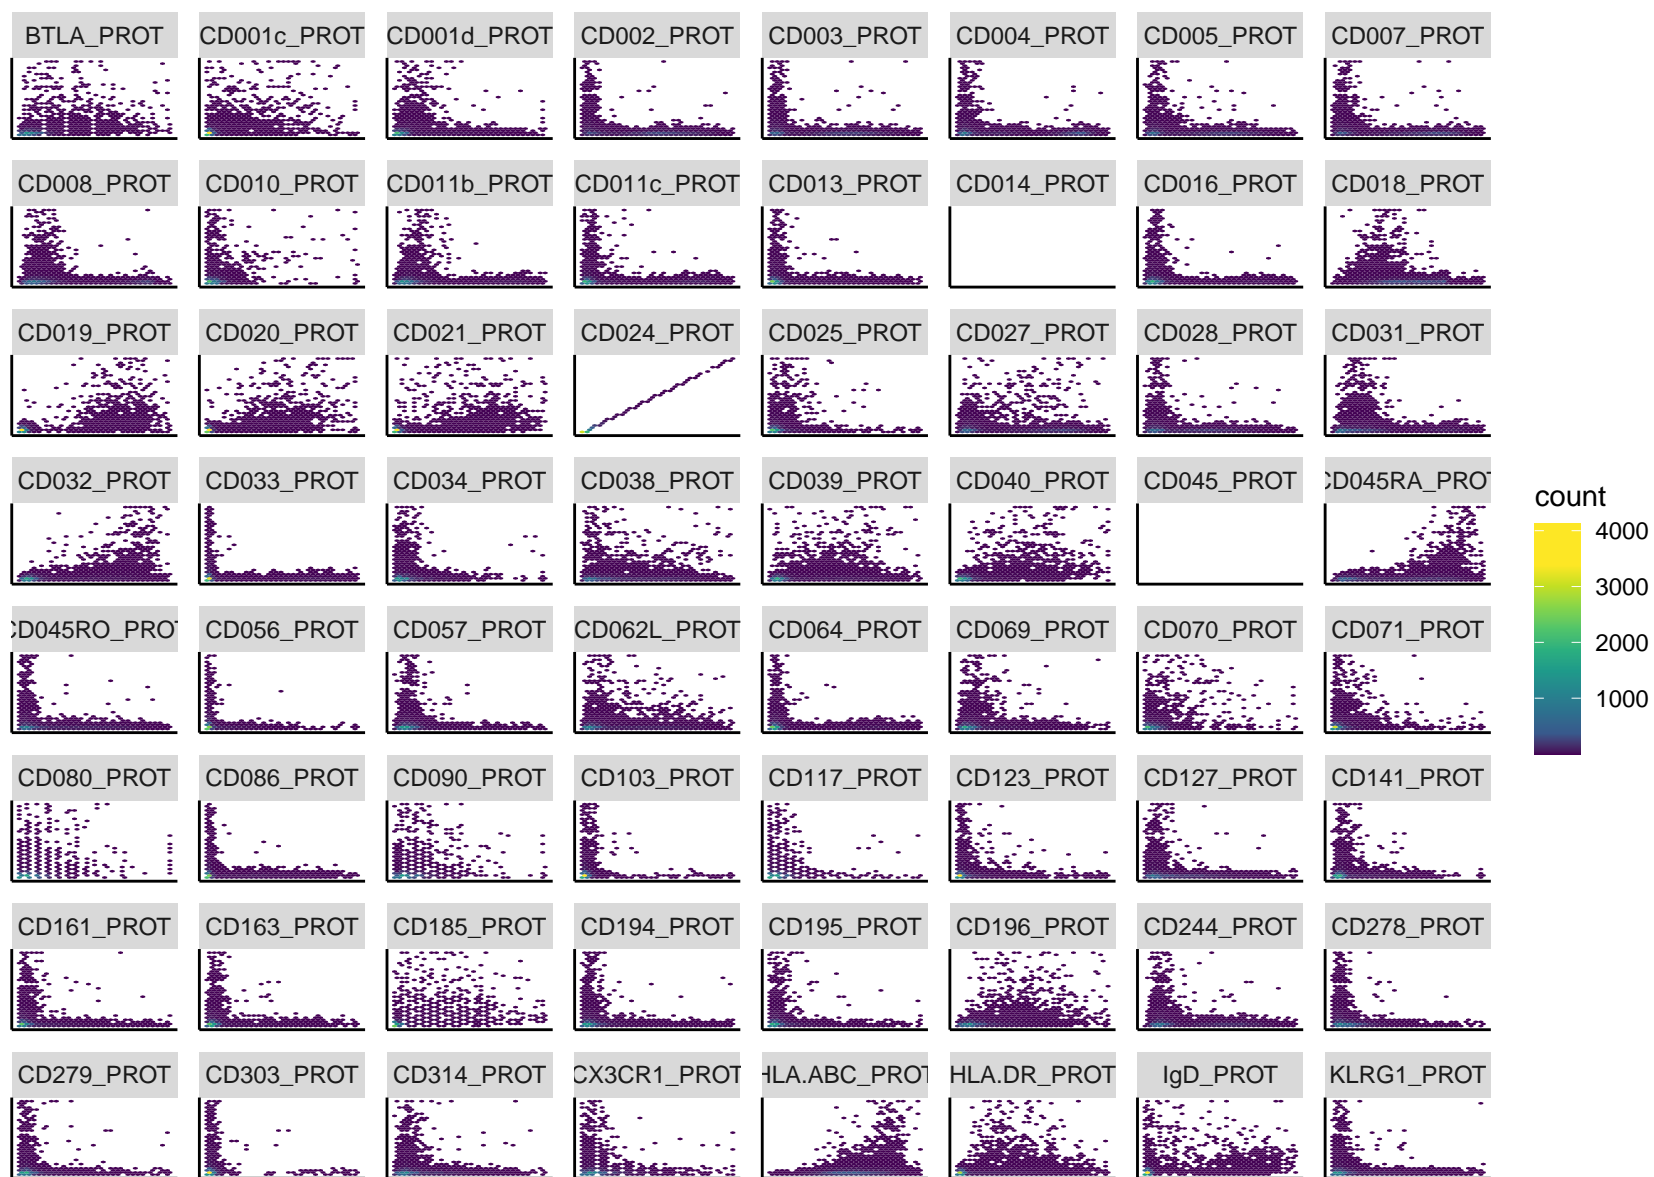 BTLA_PROT CD001c_PROT CD001d_PROT CD002_PROT CD003_PROT CD004_PROT CD005_PROT CD007_PROT
CD008_PROT CD010_PROT CD011b_PROT CD011c_PROT CD013_PROT CD014_PROT CD016_PROT CD018_PROT
CD019_PROT CD020_PROT CD021_PROT CD024_PROT CD025_PROT CD027_PROT CD028_PROT CD031_PROT
CD032_PROT CD033_PROT CD034_PROT CD038_PROT CD039_PROT CD040_PROT CD045_PROT CD045RA_PROT
CD045RO_PROT CD056_PROT CD057_PROT CD062L_PROT CD064_PROT CD069_PROT CD070_PROT CD071_PROT
CD080_PROT CD086_PROT CD090_PROT CD103_PROT CD117_PROT CD123_PROT CD127_PROT CD141_PROT
CD161_PROT CD163_PROT CD185_PROT CD194_PROT CD195_PROT CD196_PROT CD244_PROT CD278_PROT
CD279_PROT CD303_PROT CD314_PROT CX3CR1_PROT HLA.ABC_PROT HLA.DR_PROT IgD_PROT KLRG1_PROT
count
4000
3000
2000
1000